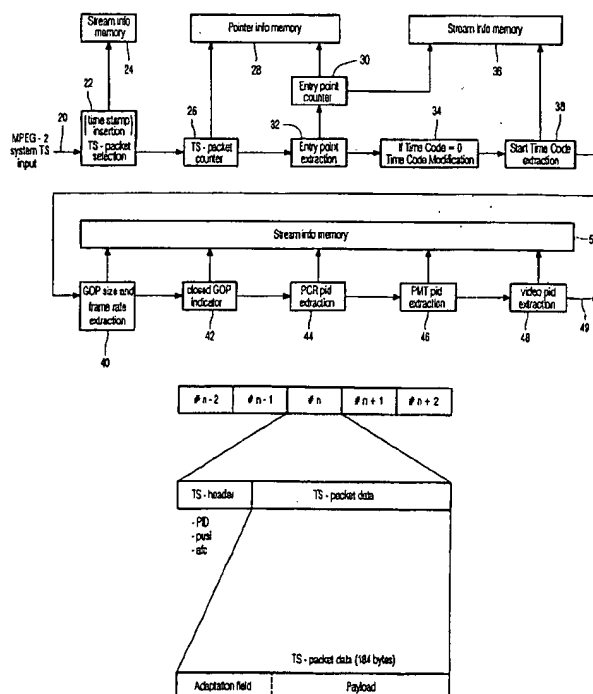 Stream info
memory
24
Pointer info memory
28
Stream info memory
36
30
Entry point
counter
22
[time stamp]
insertion
TS - packet
selection
MPEG - 2
system TS
input
20
26
TS - packet
counter
32
Entry point
extraction
34
If Time Code = 0
Time Code Modification
38
Start Time Code
extraction
Stream info memory
5
GOP size and
frame rate
extraction
40
closed GOP
indicator
42
PCR pid
extraction
44
PMT pid
extraction
46
video pid
extraction
48
49
# n - 2
# n - 1
# n
# n + 1
# n + 2
TS - header
TS - packet data
- PID
- pusi
- afc
TS - packet data (184 bytes)
Adaptation field
Payload